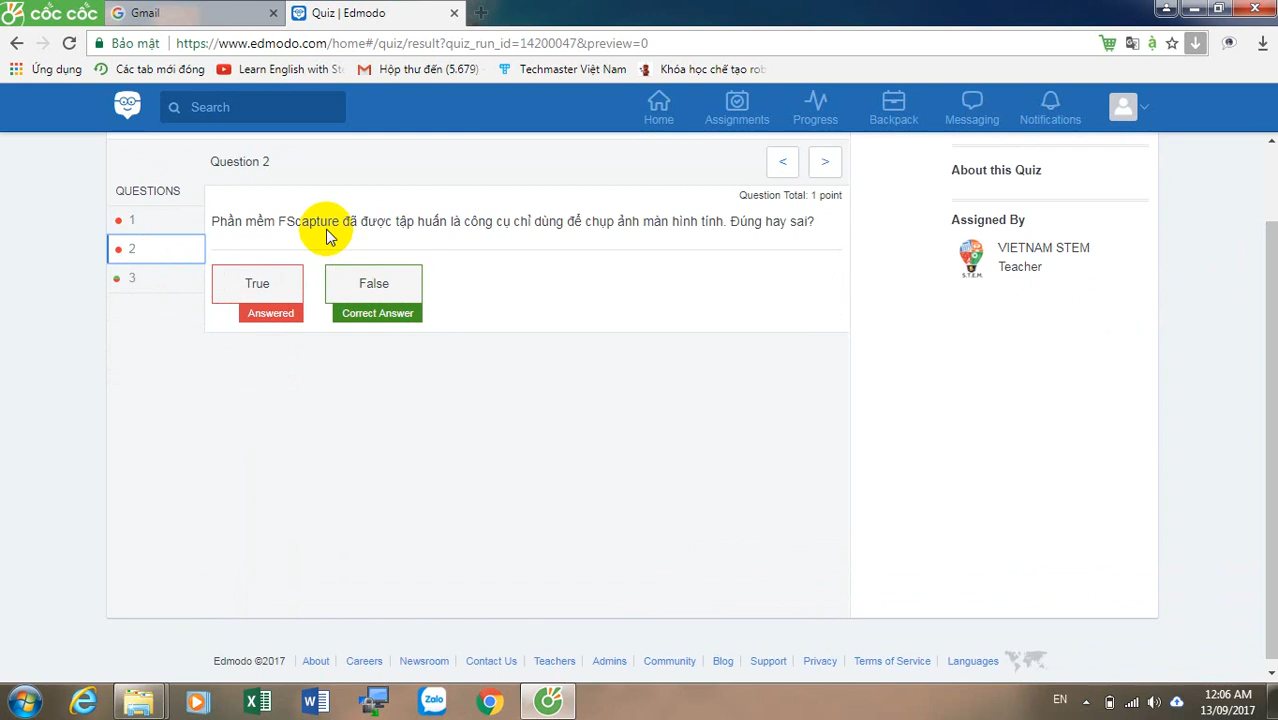 cốc cốc
Gmail
Quiz | Edmodo
Bảo mật
https://www.edmodo.com/home#/quiz/result?quiz_run_id=14200047&preview=0
Ứng dụng
Các tab mới đóng
Learn English with Ste
Hộp thư đến (5.679)
Techmaster Việt Nam
Khóa học chế tạo rob
Search
Home
Assignments
Progress
Backpack
Messaging
Notifications
Question 2
<
>
QUESTIONS
1
2
3
Question Total: 1 point
Phần mềm FScapture đã được tập huấn là công cụ chỉ dùng để chụp ảnh màn hình tính. Đúng hay sai?
True
False
Answered
Correct Answer
About this Quiz
Assigned By
S.T.E.M
VIETNAM STEM
Teacher
Edmodo ©2017
About
Careers
Newsroom
Contact Us
Teachers
Admins
Community
Blog
Support
Privacy
Terms of Service
Languages
Zalo
EN
12:06 AM
13/09/2017